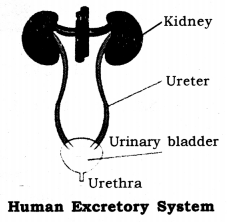 Kidney
Ureter
Urinary bladder
Urethra
Human Excretory System